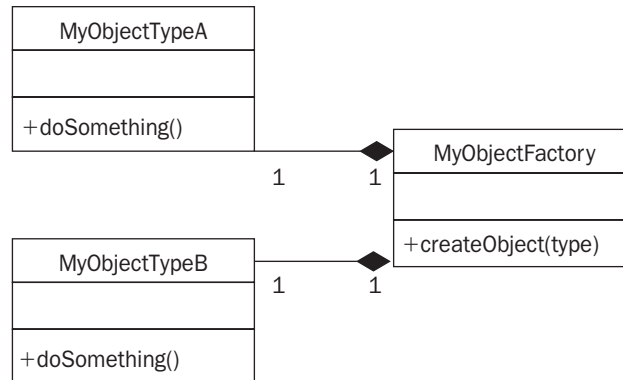 MyObjectTypeA
+doSomething()
MyObjectFactory
+createObject(type)
1 1
MyObjectTypeB
+doSomething()
1 1